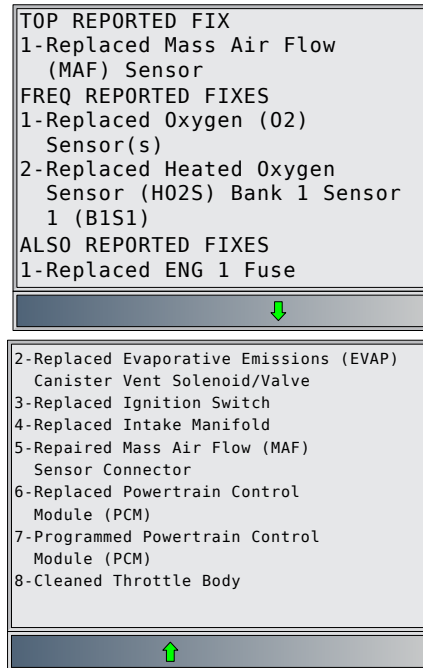 TOP REPORTED FIX
1-Replaced Mass Air Flow
(MAF) Sensor
FREQ REPORTED FIXES
1-Replaced Oxygen (O2)
Sensor(s)
2-Replaced Heated Oxygen
Sensor (HO2S) Bank 1 Sensor
1 (B1S1)
ALSO REPORTED FIXES
1-Replaced ENG 1 Fuse
2-Replaced Evaporative Emissions (EVAP)
Canister Vent Solenoid/Valve
3-Replaced Ignition Switch
4-Replaced Intake Manifold
5-Repaired Mass Air Flow (MAF)
Sensor Connector
6-Replaced Powertrain Control
Module (PCM)
7-Programmed Powertrain Control
Module (PCM)
8-Cleaned Throttle Body